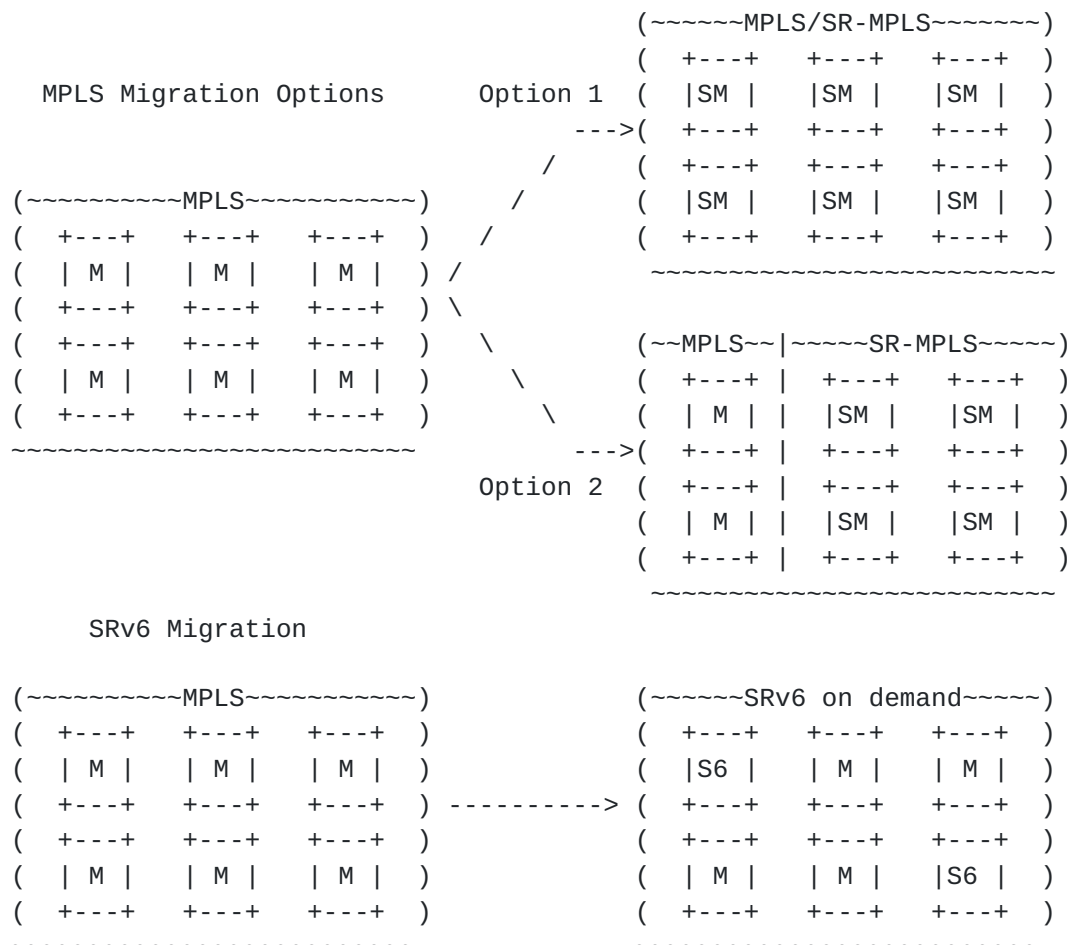 (~~~~~~MPLS/SR-MPLS~~~~~~~)
                                        (  +---+   +---+   +---+  )
  MPLS Migration Options      Option 1  (  |SM |   |SM |   |SM |  )
                                    --->(  +---+   +---+   +---+  )
                                  /     (  +---+   +---+   +---+  )
(~~~~~~~~~~MPLS~~~~~~~~~~~)     /       (  |SM |   |SM |   |SM |  )
(  +---+   +---+   +---+  )   /         (  +---+   +---+   +---+  )
(  | M |   | M |   | M |  ) /            ~~~~~~~~~~~~~~~~~~~~~~~~~~
(  +---+   +---+   +---+  ) \
(  +---+   +---+   +---+  )   \         (~~MPLS~~|~~~~~SR-MPLS~~~~~)
(  | M |   | M |   | M |  )     \       (  +---+ |  +---+   +---+  )
(  +---+   +---+   +---+  )       \     (  | M | |  |SM |   |SM |  )
~~~~~~~~~~~~~~~~~~~~~~~~~~          --->(  +---+ |  +---+   +---+  )
                              Option 2  (  +---+ |  +---+   +---+  )
                                        (  | M | |  |SM |   |SM |  )
                                        (  +---+ |  +---+   +---+  )
                                         ~~~~~~~~~~~~~~~~~~~~~~~~~~
     SRv6 Migration

(~~~~~~~~~~MPLS~~~~~~~~~~~)             (~~~~~~SRv6 on demand~~~~~)
(  +---+   +---+   +---+  )             (  +---+   +---+   +---+  )
(  | M |   | M |   | M |  )             (  |S6 |   | M |   | M |  )
(  +---+   +---+   +---+  ) ----------> (  +---+   +---+   +---+  )
(  +---+   +---+   +---+  )             (  +---+   +---+   +---+  )
(  | M |   | M |   | M |  )             (  | M |   | M |   |S6 |  )
(  +---+   +---+   +---+  )             (  +---+   +---+   +---+  )
~~~~~~~~~~~~~~~~~~~~~~~~~~              ~~~~~~~~~~~~~~~~~~~~~~~~~~